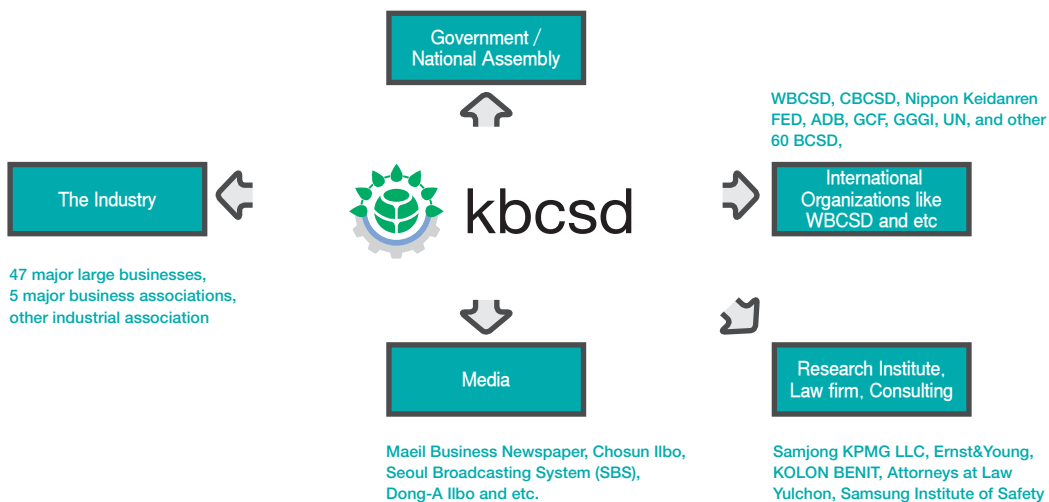 Government /
National Assembly
WBCSD, CBCSD, Nippon Keidanren
FED, ADB, GCF, GGGI, UN, and other
60 BCSD,
The Industry
kbcsd
International
Organizations like
WBCSD and etc
47 major large businesses,
5 major business associations,
other industrial association
Media
Research Institute,
Law firm, Consulting
Maeil Business Newspaper, Chosun Ilbo,
Seoul Broadcasting System (SBS),
Dong-A Ilbo and etc.
Samjong KPMG LLC, Ernst&Young,
KOLON BENIT, Attorneys at Law
Yulchon, Samsung Institute of Safety